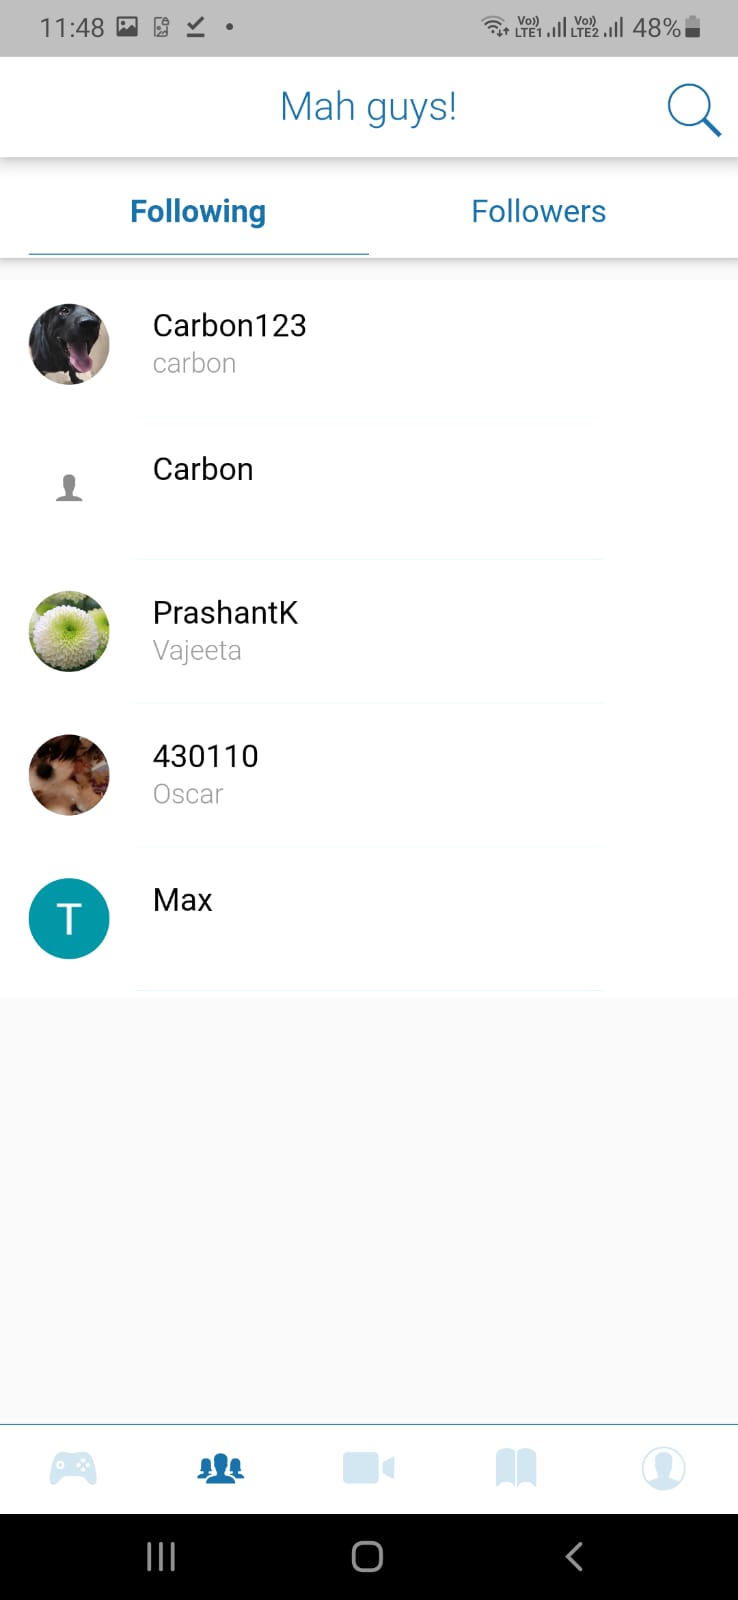 11:48 Vo)) LTE1 Vo)) LTE2 48%
Mah guys!
Following Followers
Carbon123
carbon
Carbon
PrashantK
Vajeeta
430110
Oscar
T Max